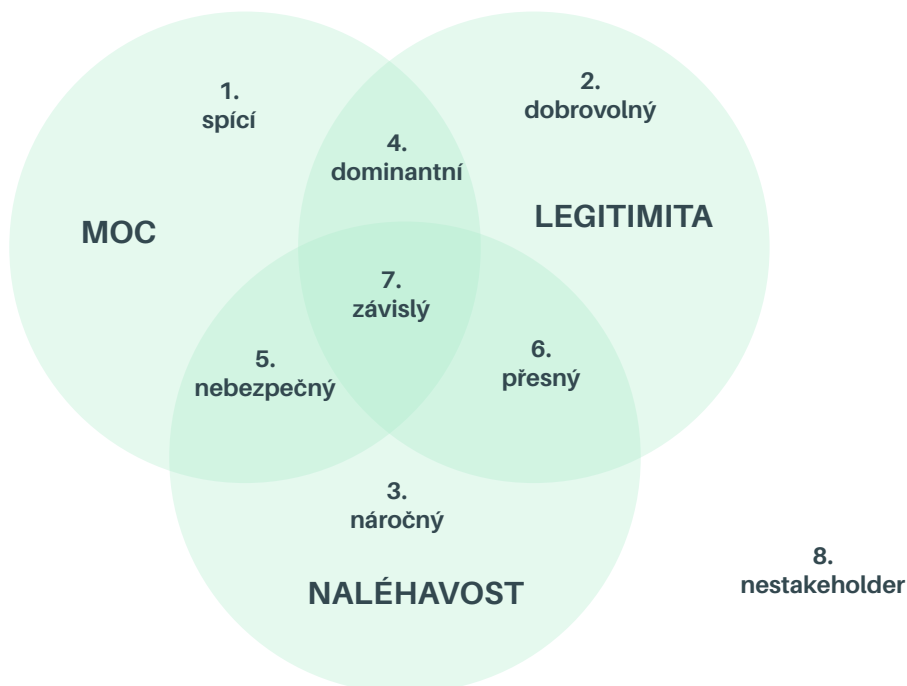 1.
spící
2.
dobrovolný
4.
dominantní
MOC
LEGITIMITA
7.
závislý
5.
nebezpečný
6.
přesný
3.
náročný
NALÉHAVOST
8.
nestakeholder